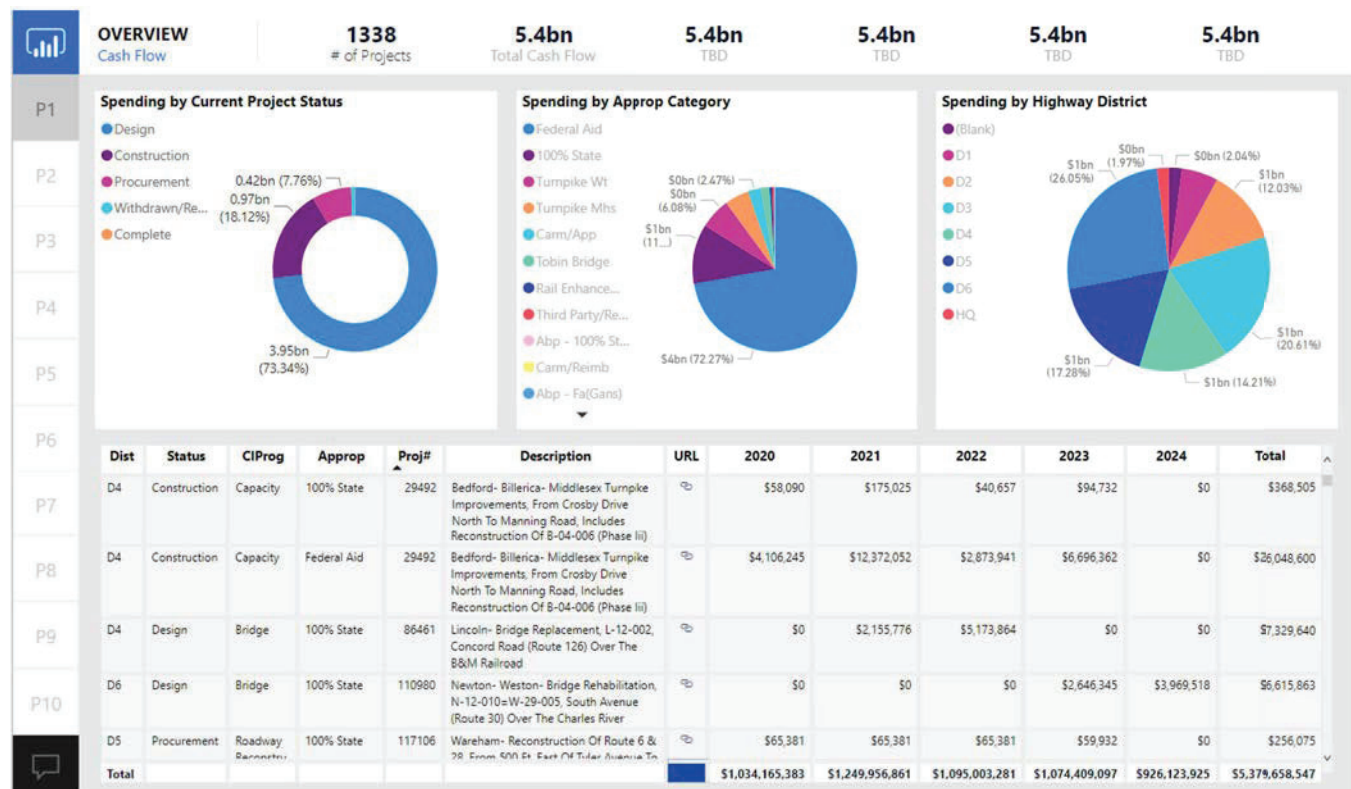 OVERVIEW
Cash Flow
1338
# of Projects
5.4bn
Total Cash Flow
5.4bn
TBD
5.4bn
TBD
5.4bn
TBD
5.4bn
TBD
P1
P2
P3
P4
P5
P6
P7
P8
P9
P10
Spending by Current Project Status
Design
Construction
Procurement
Withdrawn/Re...
Complete
0.42bn (7.76%)
0.97bn
(18.12%)
3.95bn
(73.34%)
Spending by Approp Category
Federal Aid
100% State
Turnpike Wt
Turnpike Mhs
Carm/App
Tobin Bridge
Rail Enhance...
Third Party/Re...
Abp - 100% St...
Carm/Reimb
Abp - Fa(Gans)
$0bn (2.47%)
$0bn
(6.08%)
$1bn
(11...)
$4bn (72.27%)
Spending by Highway District
(Blank)
D1
D2
D3
D4
D5
D6
HQ
$0bn
(1.97%)
$0bn (2.04%)
$1bn
(26.05%)
$1bn
(12.03%)
$1bn
(20.61%)
$1bn (14.21%)
$1bn
(17.28%)
Dist Status CIProg Approp Proj# Description URL 2020 2021 2022 2023 2024 Total
D4 Construction Capacity 100% State 29492 Bedford- Billerica- Middlesex Turnpike $58,090 $175,025 $40,657 $94,732 $0 $368,505
Improvements, From Crosby Drive
North To Manning Road, Includes
Reconstruction Of B-04-006 (Phase Iii)
D4 Construction Capacity Federal Aid 29492 Bedford- Billerica- Middlesex Turnpike $4,106,245 $12,372,052 $2,873,941 $6,696,362 $0 $26,048,600
Improvements, From Crosby Drive
North To Manning Road, Includes
Reconstruction Of B-04-006 (Phase Iii)
D4 Design Bridge 100% State 86461 Lincoln- Bridge Replacement, L-12-002, $0 $2,155,776 $5,173,864 $0 $0 $7,329,640
Concord Road (Route 126) Over The
B&M Railroad
D6 Design Bridge 100% State 110980 Newton- Weston- Bridge Rehabilitation, $0 $0 $0 $2,646,345 $3,969,518 $6,615,863
N-12-010=W-29-005, South Avenue
(Route 30) Over The Charles River
D5 Procurement Roadway 100% State 117106 Wareham- Reconstruction Of Route 6 & $65,381 $65,381 $65,381 $59,932 $0 $256,075
Reconstru 28, From 500 Ft. East Of Tyler Avenue To
Total $1,034,165,383 $1,249,956,861 $1,095,003,281 $1,074,409,097 $926,123,925 $5,379,658,547